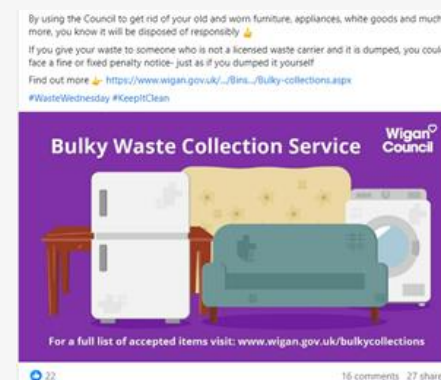 By using the Council to get rid of your old and worn furniture, appliances, white goods and much
more, you know it will be disposed of responsibly 👍
If you give your waste to someone who is not a licensed waste carrier and it is dumped, you could
face a fine or fixed penalty notice- just as if you dumped it yourself
Find out more 👉 https://www.wigan.gov.uk/.../Bins.../Bulky-collections.aspx
#WasteWednesday #KeepItClean
Bulky Waste Collection Service
Wigan
Council
For a full list of accepted items visit: www.wigan.gov.uk/bulkycollections
22
16 comments 27 share